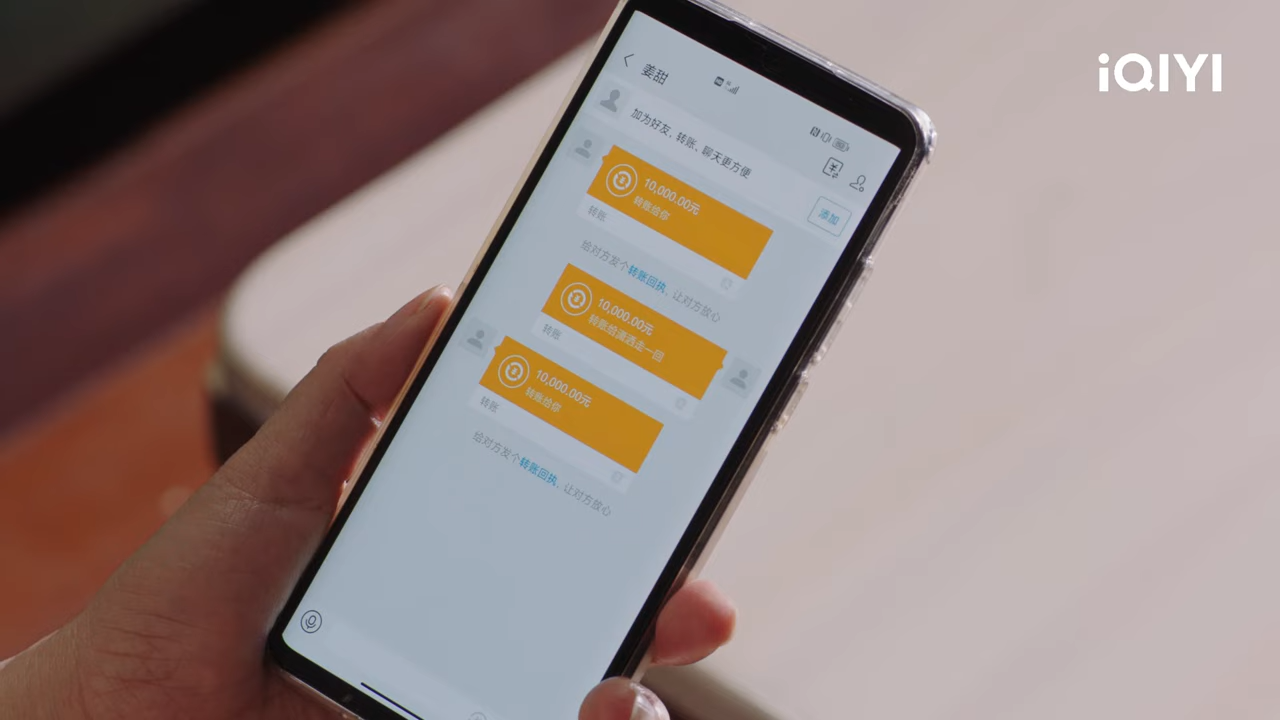 iQIYI
姜甜
加为好友、转账、聊天更方便
添加
10,000.00元
转账给你
转账
给对方发个转账回执，让对方放心
10,000.00元
转账给潇洒走一回
转账
10,000.00元
转账给你
转账
给对方发个转账回执，让对方放心